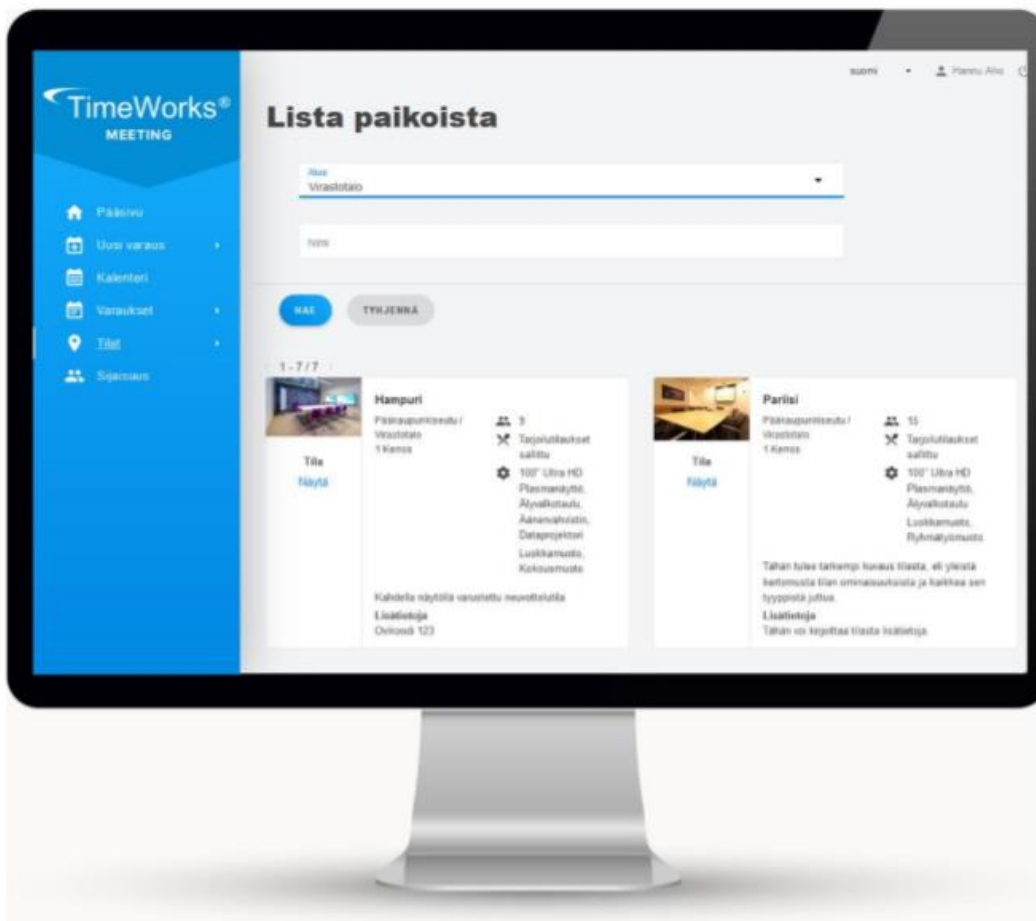 TimeWorks®
MEETING
Pääsivu
Uusi varaus
Kalenteri
Varaukset
Tilat
Sijaisuus
suomi
Hannu Aho
Lista paikoista
Alue
Virastotalo
Nimi
HAE
TYHJENNÄ
1 - 7 / 7
Hampuri
Pääkaupunkiseutu /
Virastotalo
1 Kerros
9
Tarjoilutilaukset
sallittu
100" Ultra HD
Plasmanäyttö,
Älyvalkotaulu,
Äänenvahvistin,
Dataprojektori
Luokkamuoto,
Kokousmuoto
Tila
Näytä
Kahdella näytöllä varustettu neuvottelutila
Lisätietoja
Ovikoodi 123
Pariisi
Pääkaupunkiseutu /
Virastotalo
1 Kerros
15
Tarjoilutilaukset
sallittu
100" Ultra HD
Plasmanäyttö,
Älyvalkotaulu
Luokkamuoto,
Ryhmätyömuoto
Tila
Näytä
Tähän tulee tarkempi kuvaus tilasta, eli yleistä
kertomusta tilan ominaisuuksista ja kaikkea sen
tyyppistä juttua.
Lisätietoja
Tähän voi kirjoittaa tilasta lisätietoja.